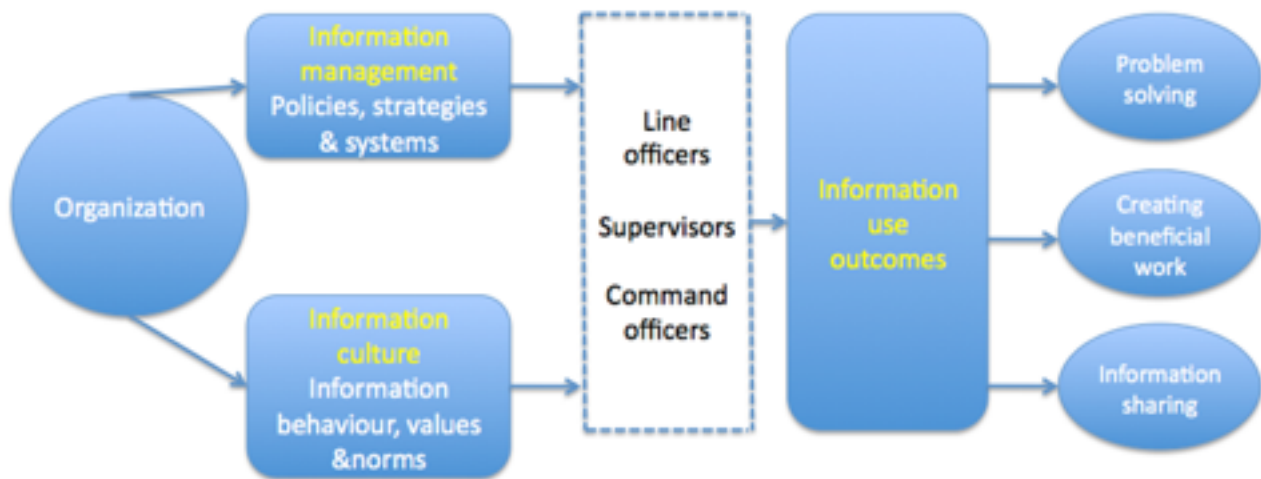 Organization
Information
management
Policies, strategies
& systems
Information
culture
Information
behaviour, values
&norms
Line
officers
Supervisors
Command
officers
Information
use
outcomes
Problem
solving
Creating
beneficial
work
Information
sharing